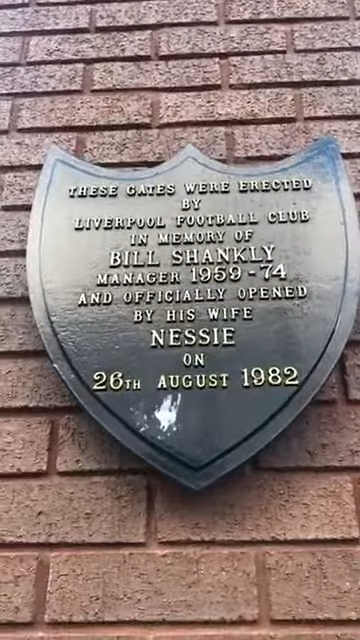 THESE GATES WERE ERECTED
BY
LIVERPOOL FOOTBALL CLUB
IN MEMORY OF
BILL SHANKLY
MANAGER 1959-74
AND OFFICIALLY OPENED
BY HIS WIFE
NESSIE
ON
26TH AUGUST 1982